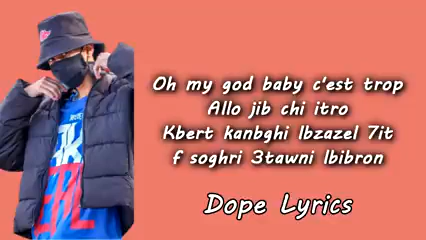 Oh my god baby c'est trop
Allo jib chi itro
Kbert kanbghi lbzazel 7it
f soghri 3tawni lbibron
Dope Lyrics